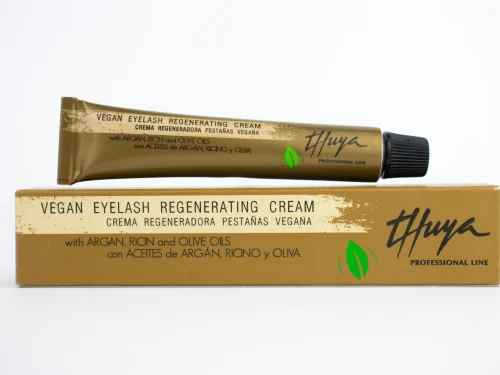 VEGAN EYELASH REGENERATING CREAM
CREMA REGENERADORA PESTAÑAS VEGANA
with ARGAN, RICIN and OLIVE OILS
con ACEITES de ARGÁN, RICINO y OLIVA
thuya
PROFESSIONAL LINE
VEGAN EYELASH REGENERATING CREAM
CREMA REGENERADORA PESTAÑAS VEGANA
with ARGAN, RICIN and OLIVE OILS
con ACEITES de ARGÁN, RICINO y OLIVA
thuya
PROFESSIONAL LINE